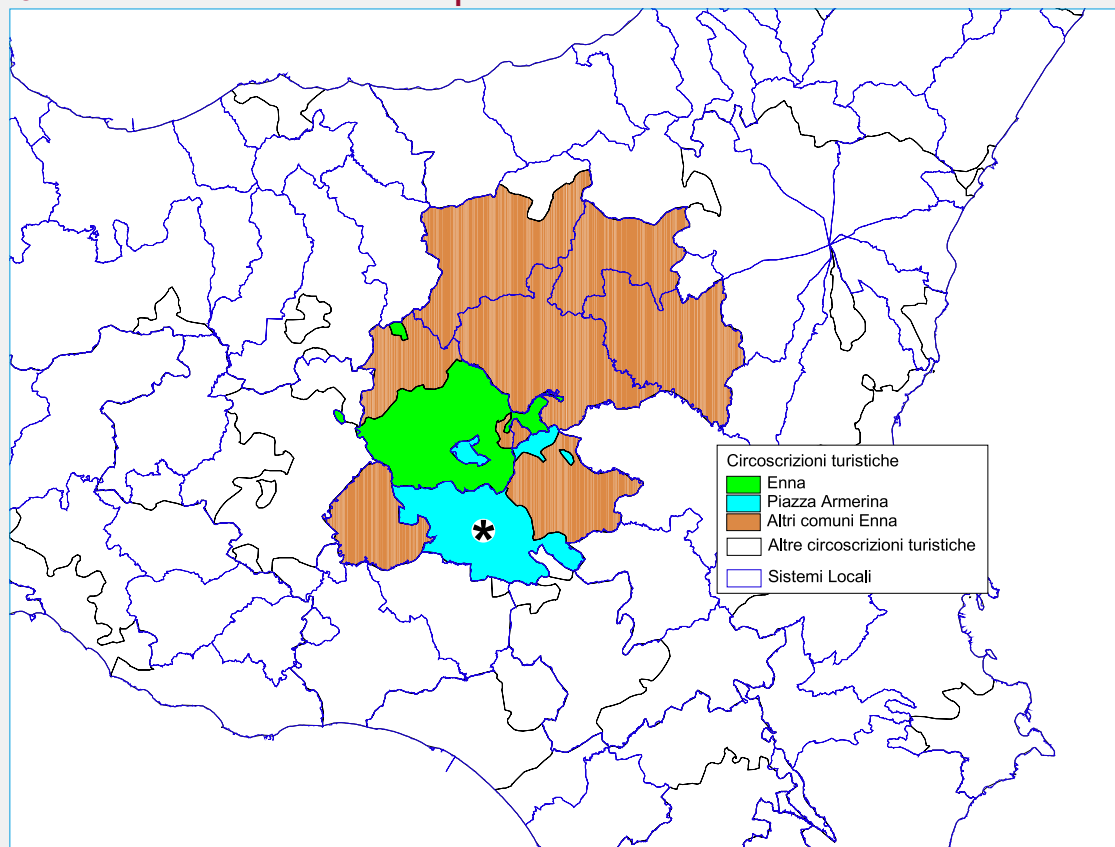 Circoscrizioni turistiche
Enna
Piazza Armerina
Altri comuni Enna
Altre circoscrizioni turistiche
Sistemi Locali
*